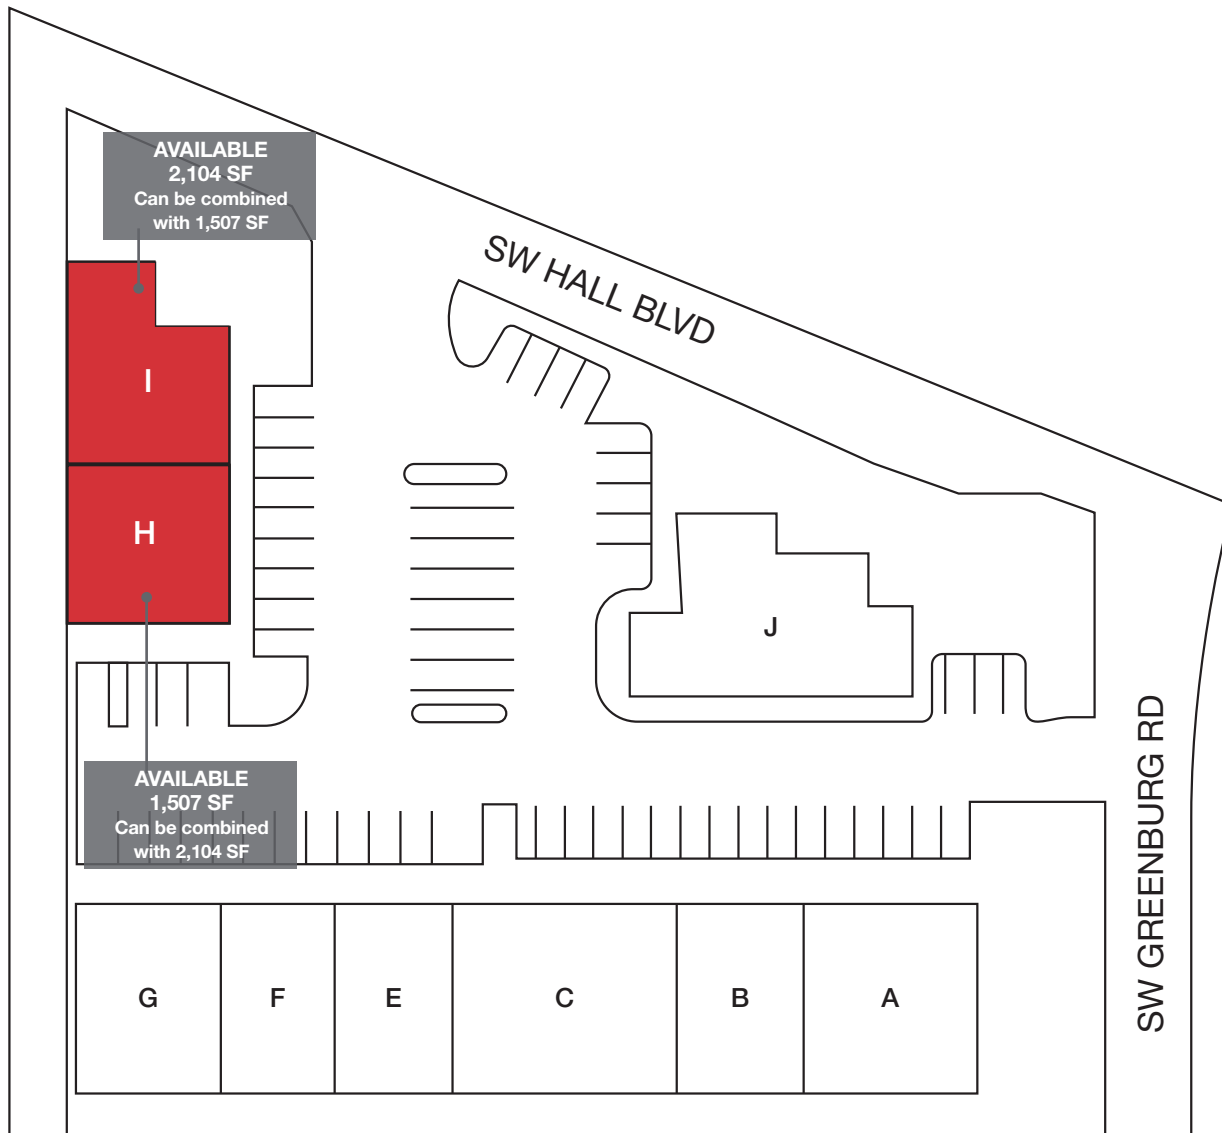 AVAILABLE
2,104 SF
Can be combined
with 1,507 SF
SW HALL BLVD
I
H
J
AVAILABLE
1,507 SF
Can be combined
with 2,104 SF
SW GREENBURG RD
G
F
E
C
B
A